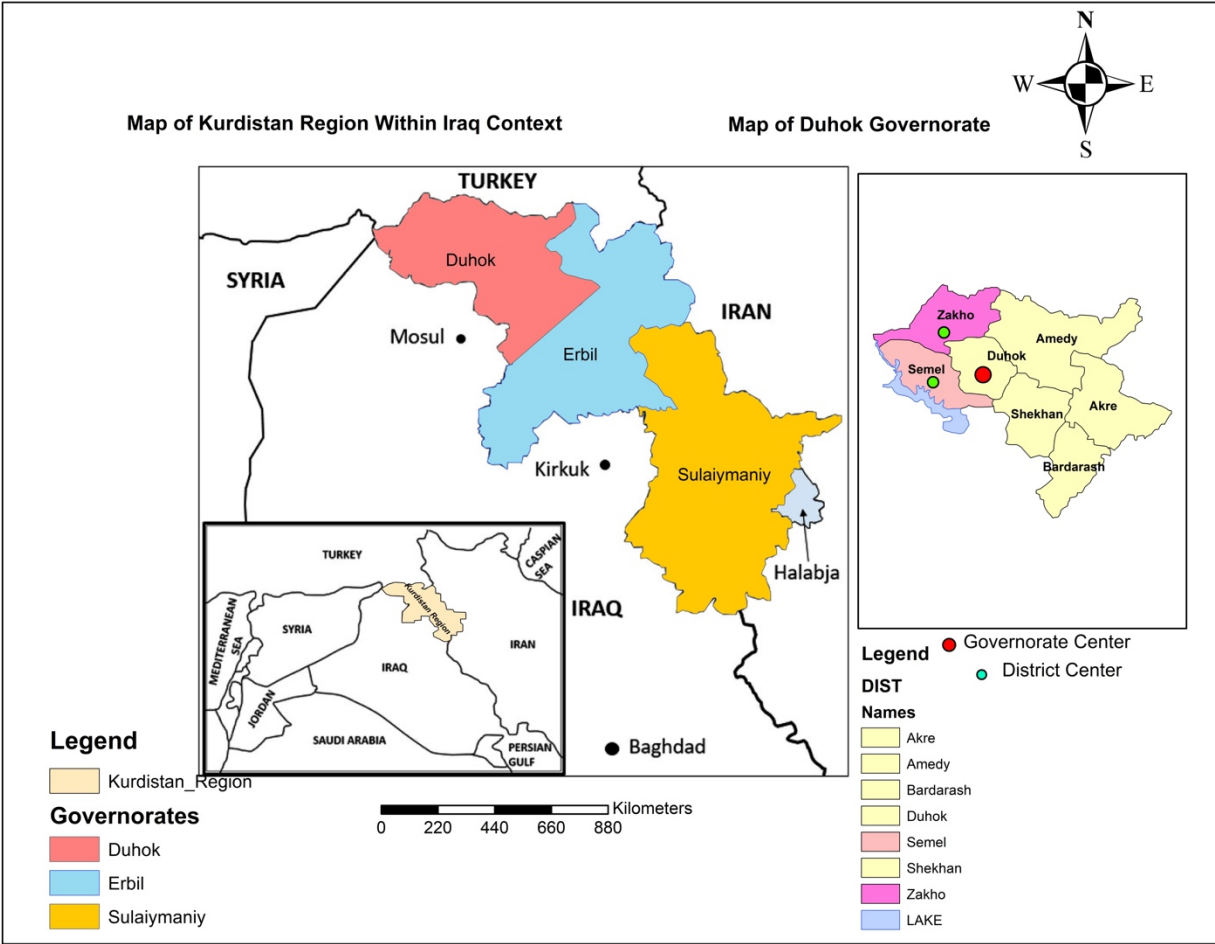 N
W E
S
Map of Kurdistan Region Within Iraq Context
Map of Duhok Governorate
TURKEY
SYRIA
Duhok
IRAN
Mosul
Erbil
Kirkuk
Sulaiymaniy
Halabja
IRAQ
Baghdad
TURKEY
CASPIAN
SEA
Kurdistan Region
MEDITERRANEAN
SEA
SYRIA
IRAN
IRAQ
JORDAN
SAUDI ARABIA
PERSIAN
GULF
Zakho
Amedy
Duhok
Semel
Shekhan
Akre
Bardarash
Legend
Kurdistan_Region
Governorates
Duhok
Erbil
Sulaiymaniy
Kilometers
0 220 440 660 880
Legend
Governorate Center
District Center
DIST
Names
Akre
Amedy
Bardarash
Duhok
Semel
Shekhan
Zakho
LAKE